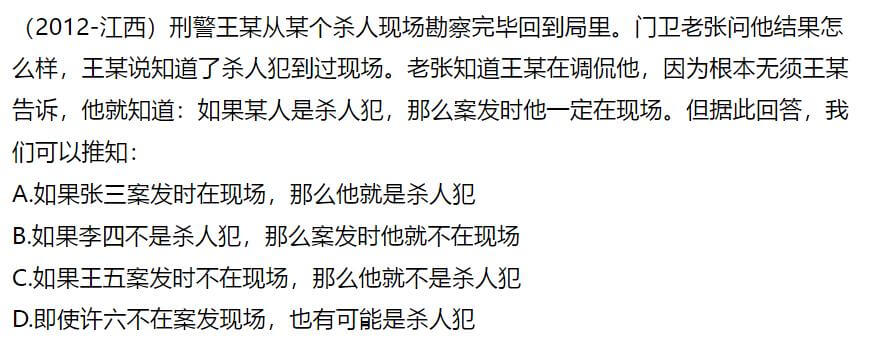 （2012-江西）刑警王某从某个杀人现场勘察完毕回到局里。门卫老张问他结果怎
么样，王某说知道了杀人犯到过现场。老张知道王某在调侃他，因为根本无须王某
告诉，他就知道：如果某人是杀人犯，那么案发时他一定在现场。但据此回答，我
们可以推知：
A.如果张三案发时在现场，那么他就是杀人犯
B.如果李四不是杀人犯，那么案发时他就不在现场
C.如果王五案发时不在现场，那么他就不是杀人犯
D.即使许六不在案发现场，也有可能是杀人犯